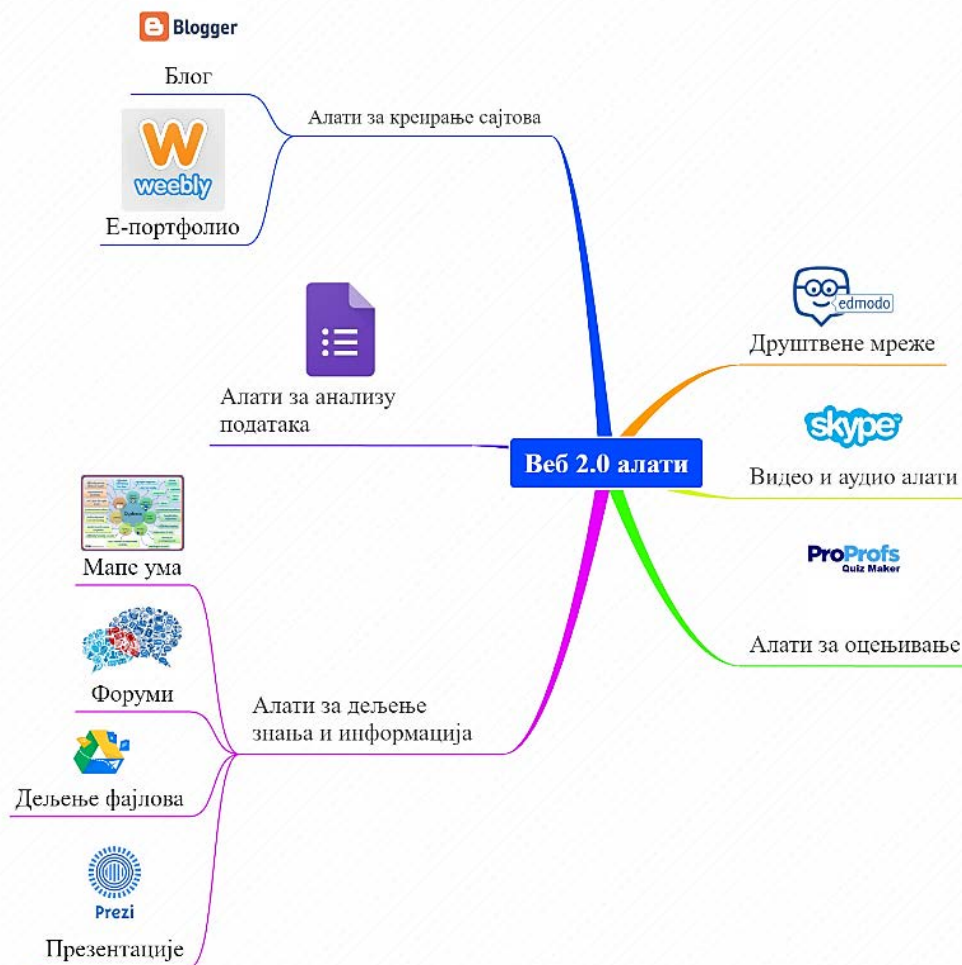 Blogger
Блог
weebly
Е-портфолио
Алати за креирање сајтова
Алати за анализу
података
Веб 2.0 алати
edmodo
Друштвене мреже
skype
Видео и аудио алати
ProProfs
Quiz Maker
Алати за оцењивање
Мапе ума
Форуми
Дељење фајлова
Prezi
Презентације
Алати за дељење
знања и информација